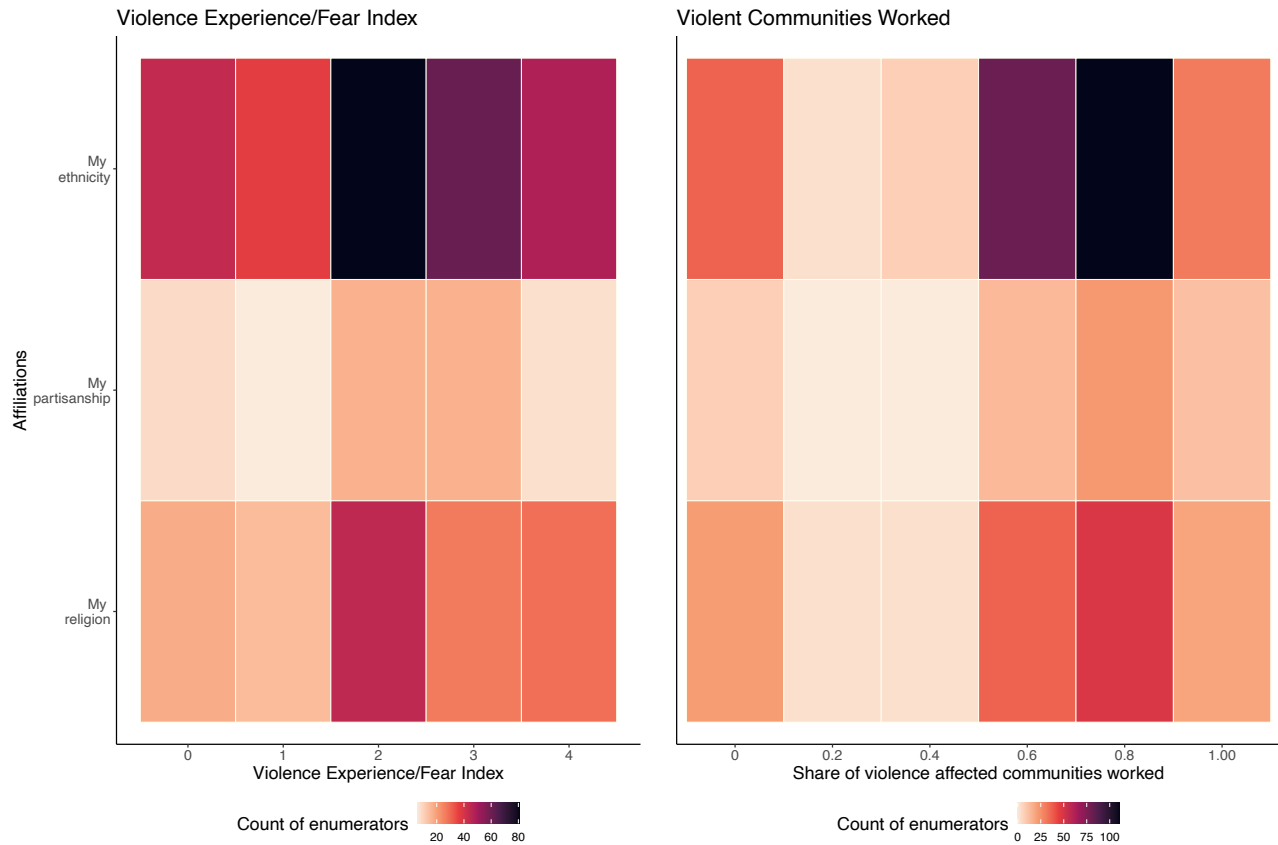 Violence Experience/Fear Index
Violent Communities Worked
Affiliations
My
ethnicity
My
partisanship
My
religion
0 1 2 3 4
0 0.2 0.4 0.6 0.8 1.00
Violence Experience/Fear Index
Share of violence affected communities worked
Count of enumerators
20 40 60 80
Count of enumerators
0 25 50 75 100